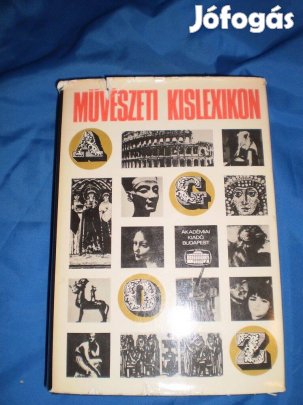 Jófogás
MŰVÉSZETI KISLEXIKON
A
G
AKADÉMIAI
KIADÓ
BUDAPEST
O
Z